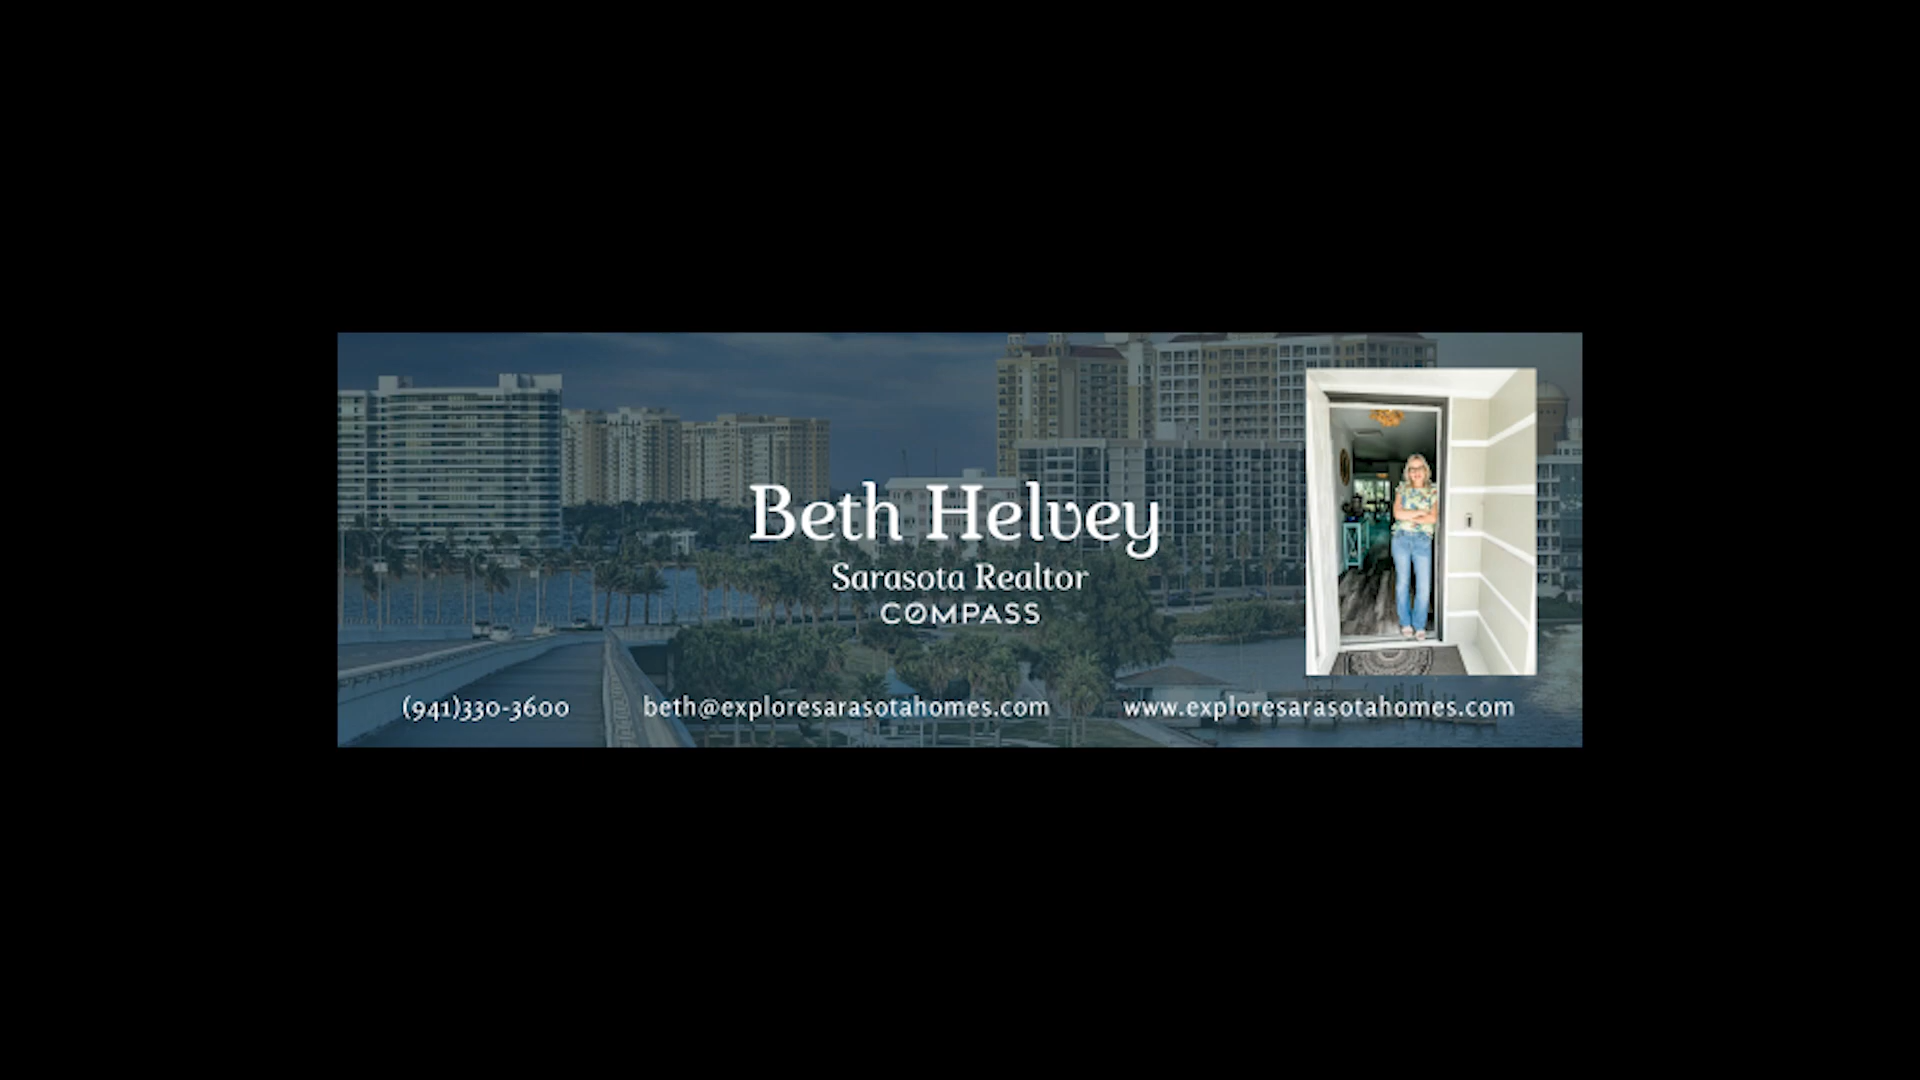 Beth Helvey
Sarasota Realtor
COMPASS
(941)330-3600 beth@exploresarasotahomes.com www.exploresarasotahomes.com